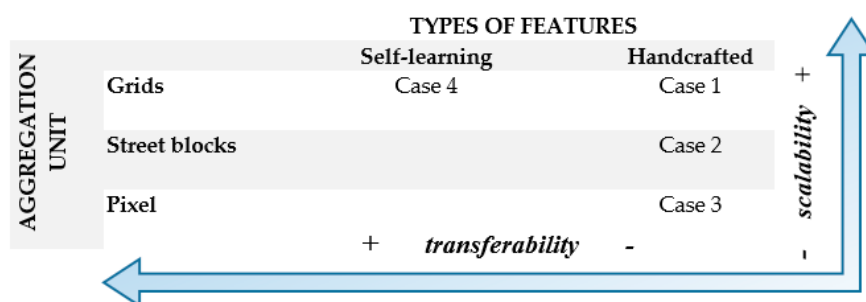 TYPES OF FEATURES
Self-learning Handcrafted
AGGREGATION
UNIT
Grids Case 4 Case 1
Street blocks Case 2
Pixel Case 3
+ transferability -
- scalability +